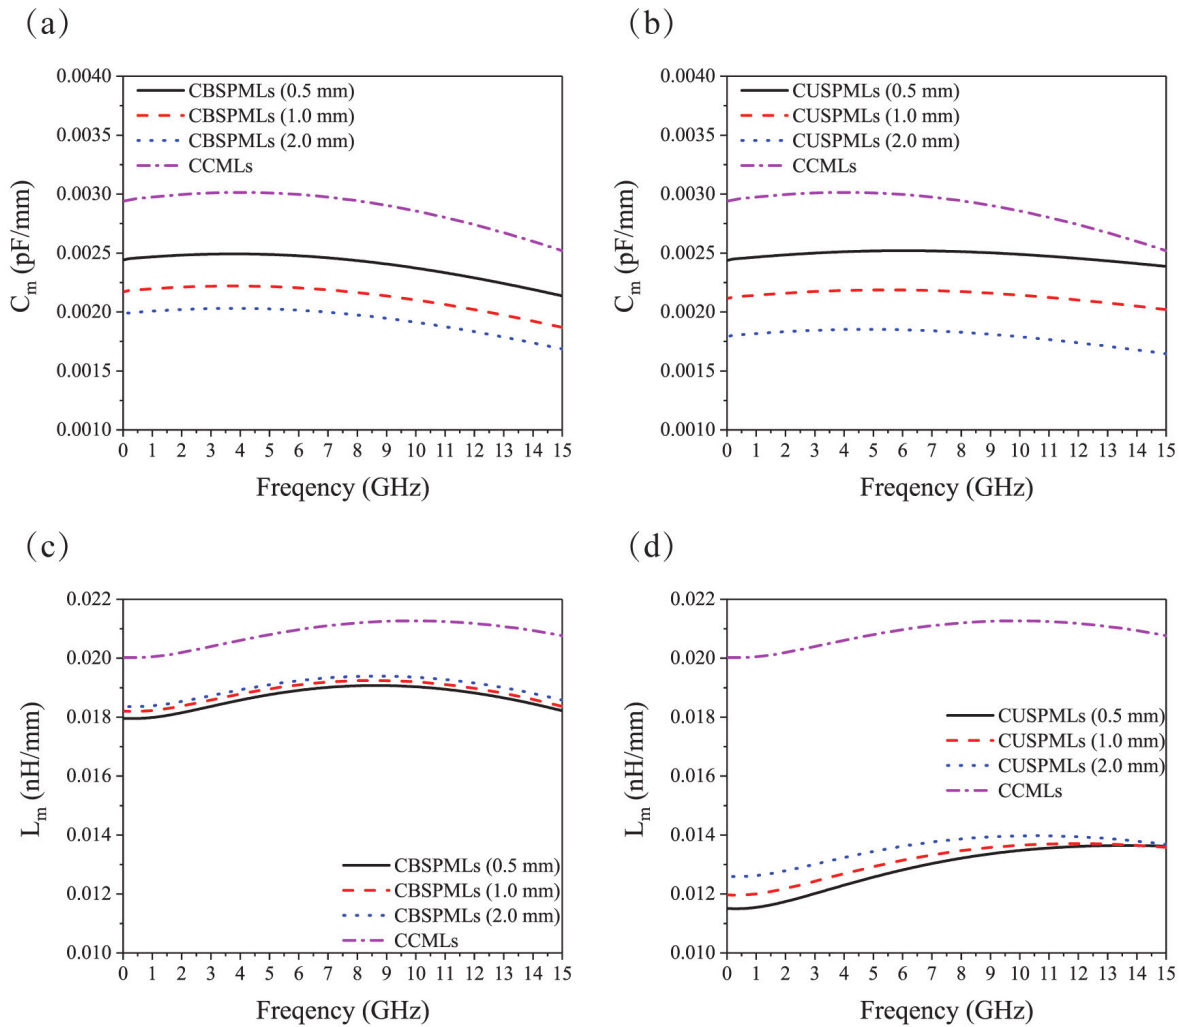 (a)
0.0040
0.0035
0.0030
0.0025
0.0020
0.0015
0.0010
Cm (pF/mm)
CBSPMLs (0.5 mm)
CBSPMLs (1.0 mm)
CBSPMLs (2.0 mm)
CCMLs
0 1 2 3 4 5 6 7 8 9 10 11 12 13 14 15
Freqency (GHz)
(b)
0.0040
0.0035
0.0030
0.0025
0.0020
0.0015
0.0010
Cm (pF/mm)
CUSPMLs (0.5 mm)
CUSPMLs (1.0 mm)
CUSPMLs (2.0 mm)
CCMLs
0 1 2 3 4 5 6 7 8 9 10 11 12 13 14 15
Freqency (GHz)
(c)
0.022
0.020
0.018
0.016
0.014
0.012
0.010
Lm (nH/mm)
CBSPMLs (0.5 mm)
CBSPMLs (1.0 mm)
CBSPMLs (2.0 mm)
CCMLs
0 1 2 3 4 5 6 7 8 9 10 11 12 13 14 15
Freqency (GHz)
(d)
0.022
0.020
0.018
0.016
0.014
0.012
0.010
Lm (nH/mm)
CUSPMLs (0.5 mm)
CUSPMLs (1.0 mm)
CUSPMLs (2.0 mm)
CCMLs
0 1 2 3 4 5 6 7 8 9 10 11 12 13 14 15
Freqency (GHz)